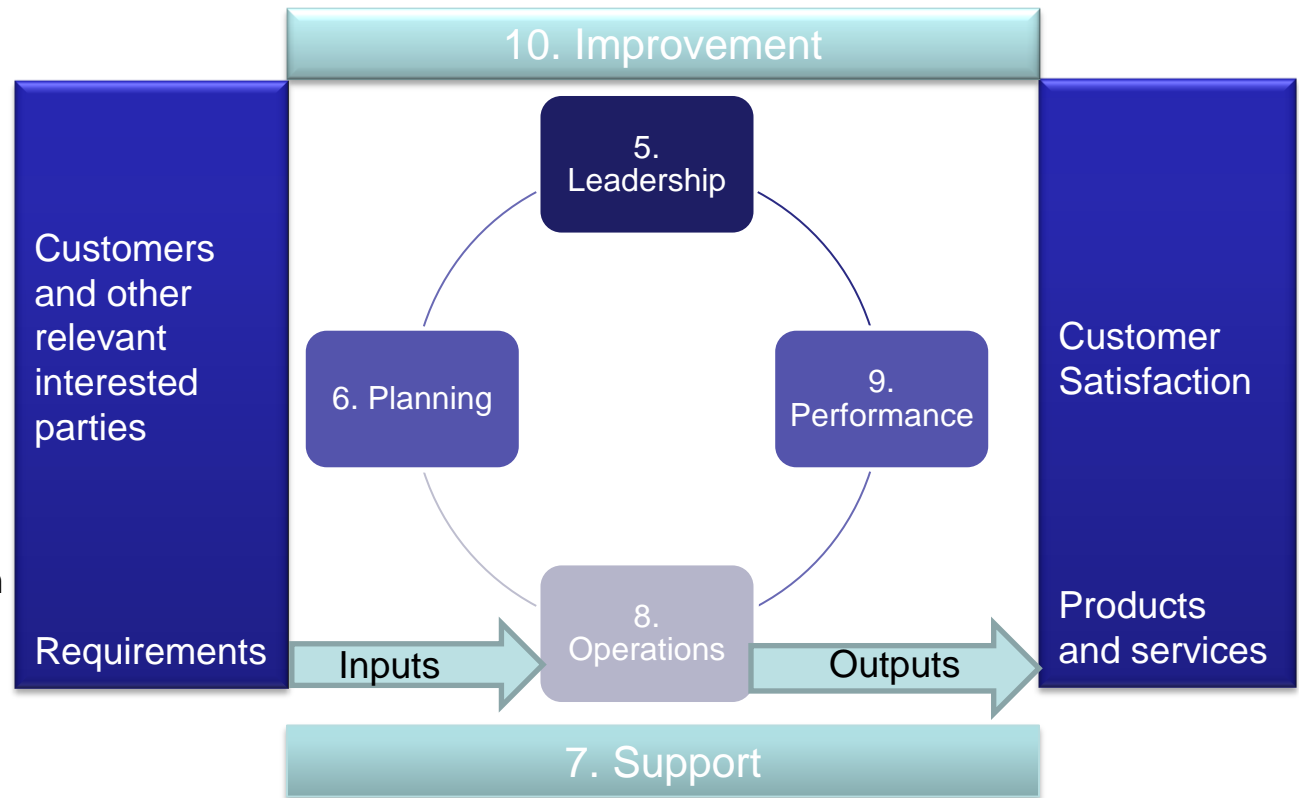 10. Improvement
5.
Leadership
Customers
and other
relevant
interested
parties
6. Planning
9.
Performance
Customer
Satisfaction
Requirements
Inputs
8.
Operations
Outputs
Products
and services
7. Support